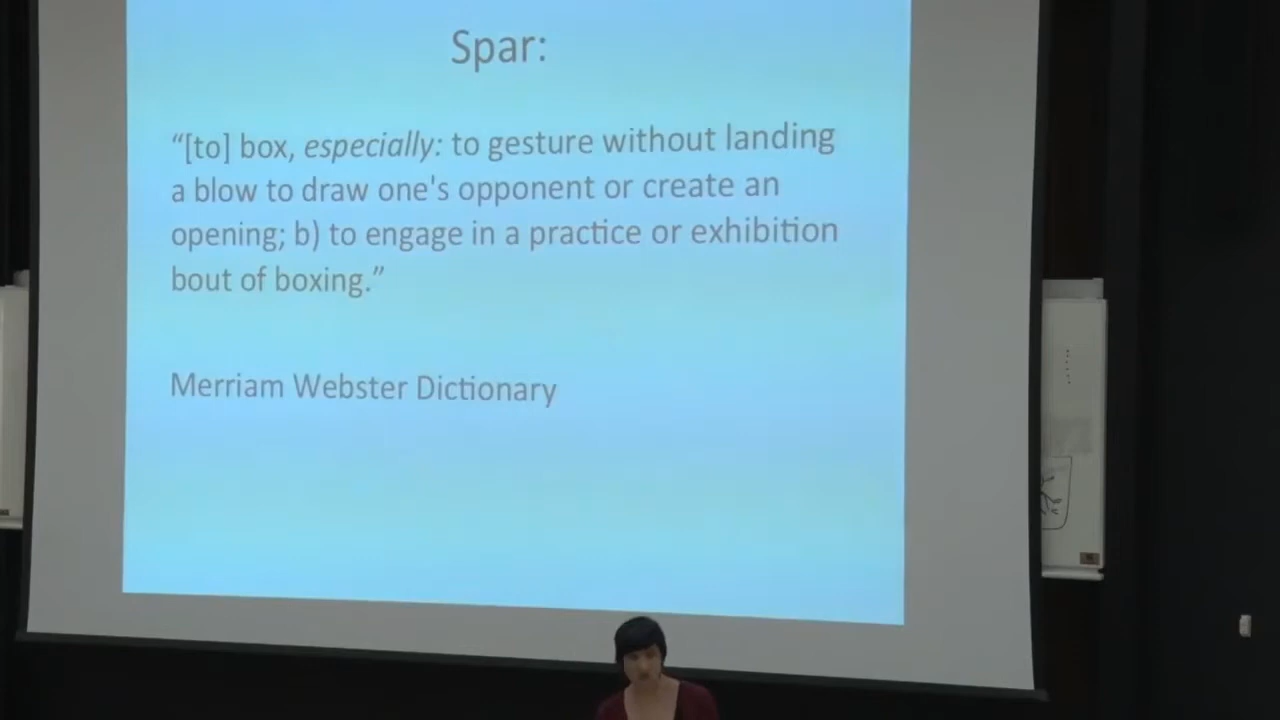 Spar:
“[to] box, especially: to gesture without landing
a blow to draw one's opponent or create an
opening; b) to engage in a practice or exhibition
bout of boxing.”
Merriam Webster Dictionary